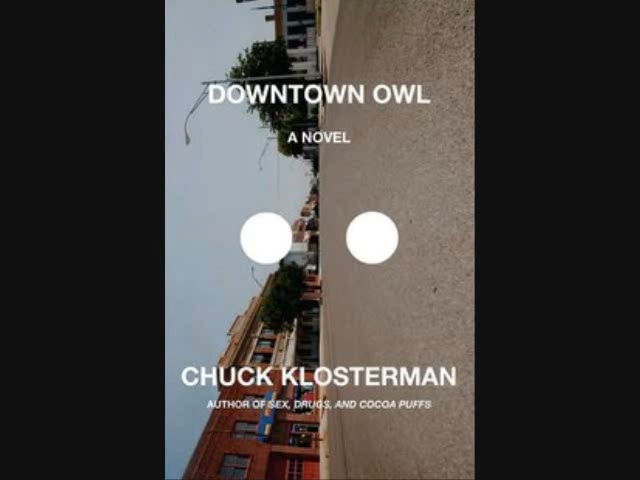 DOWNTOWN OWL
A NOVEL
CHUCK KLOSTERMAN
AUTHOR OF SEX, DRUGS, AND COCOA PUFFS